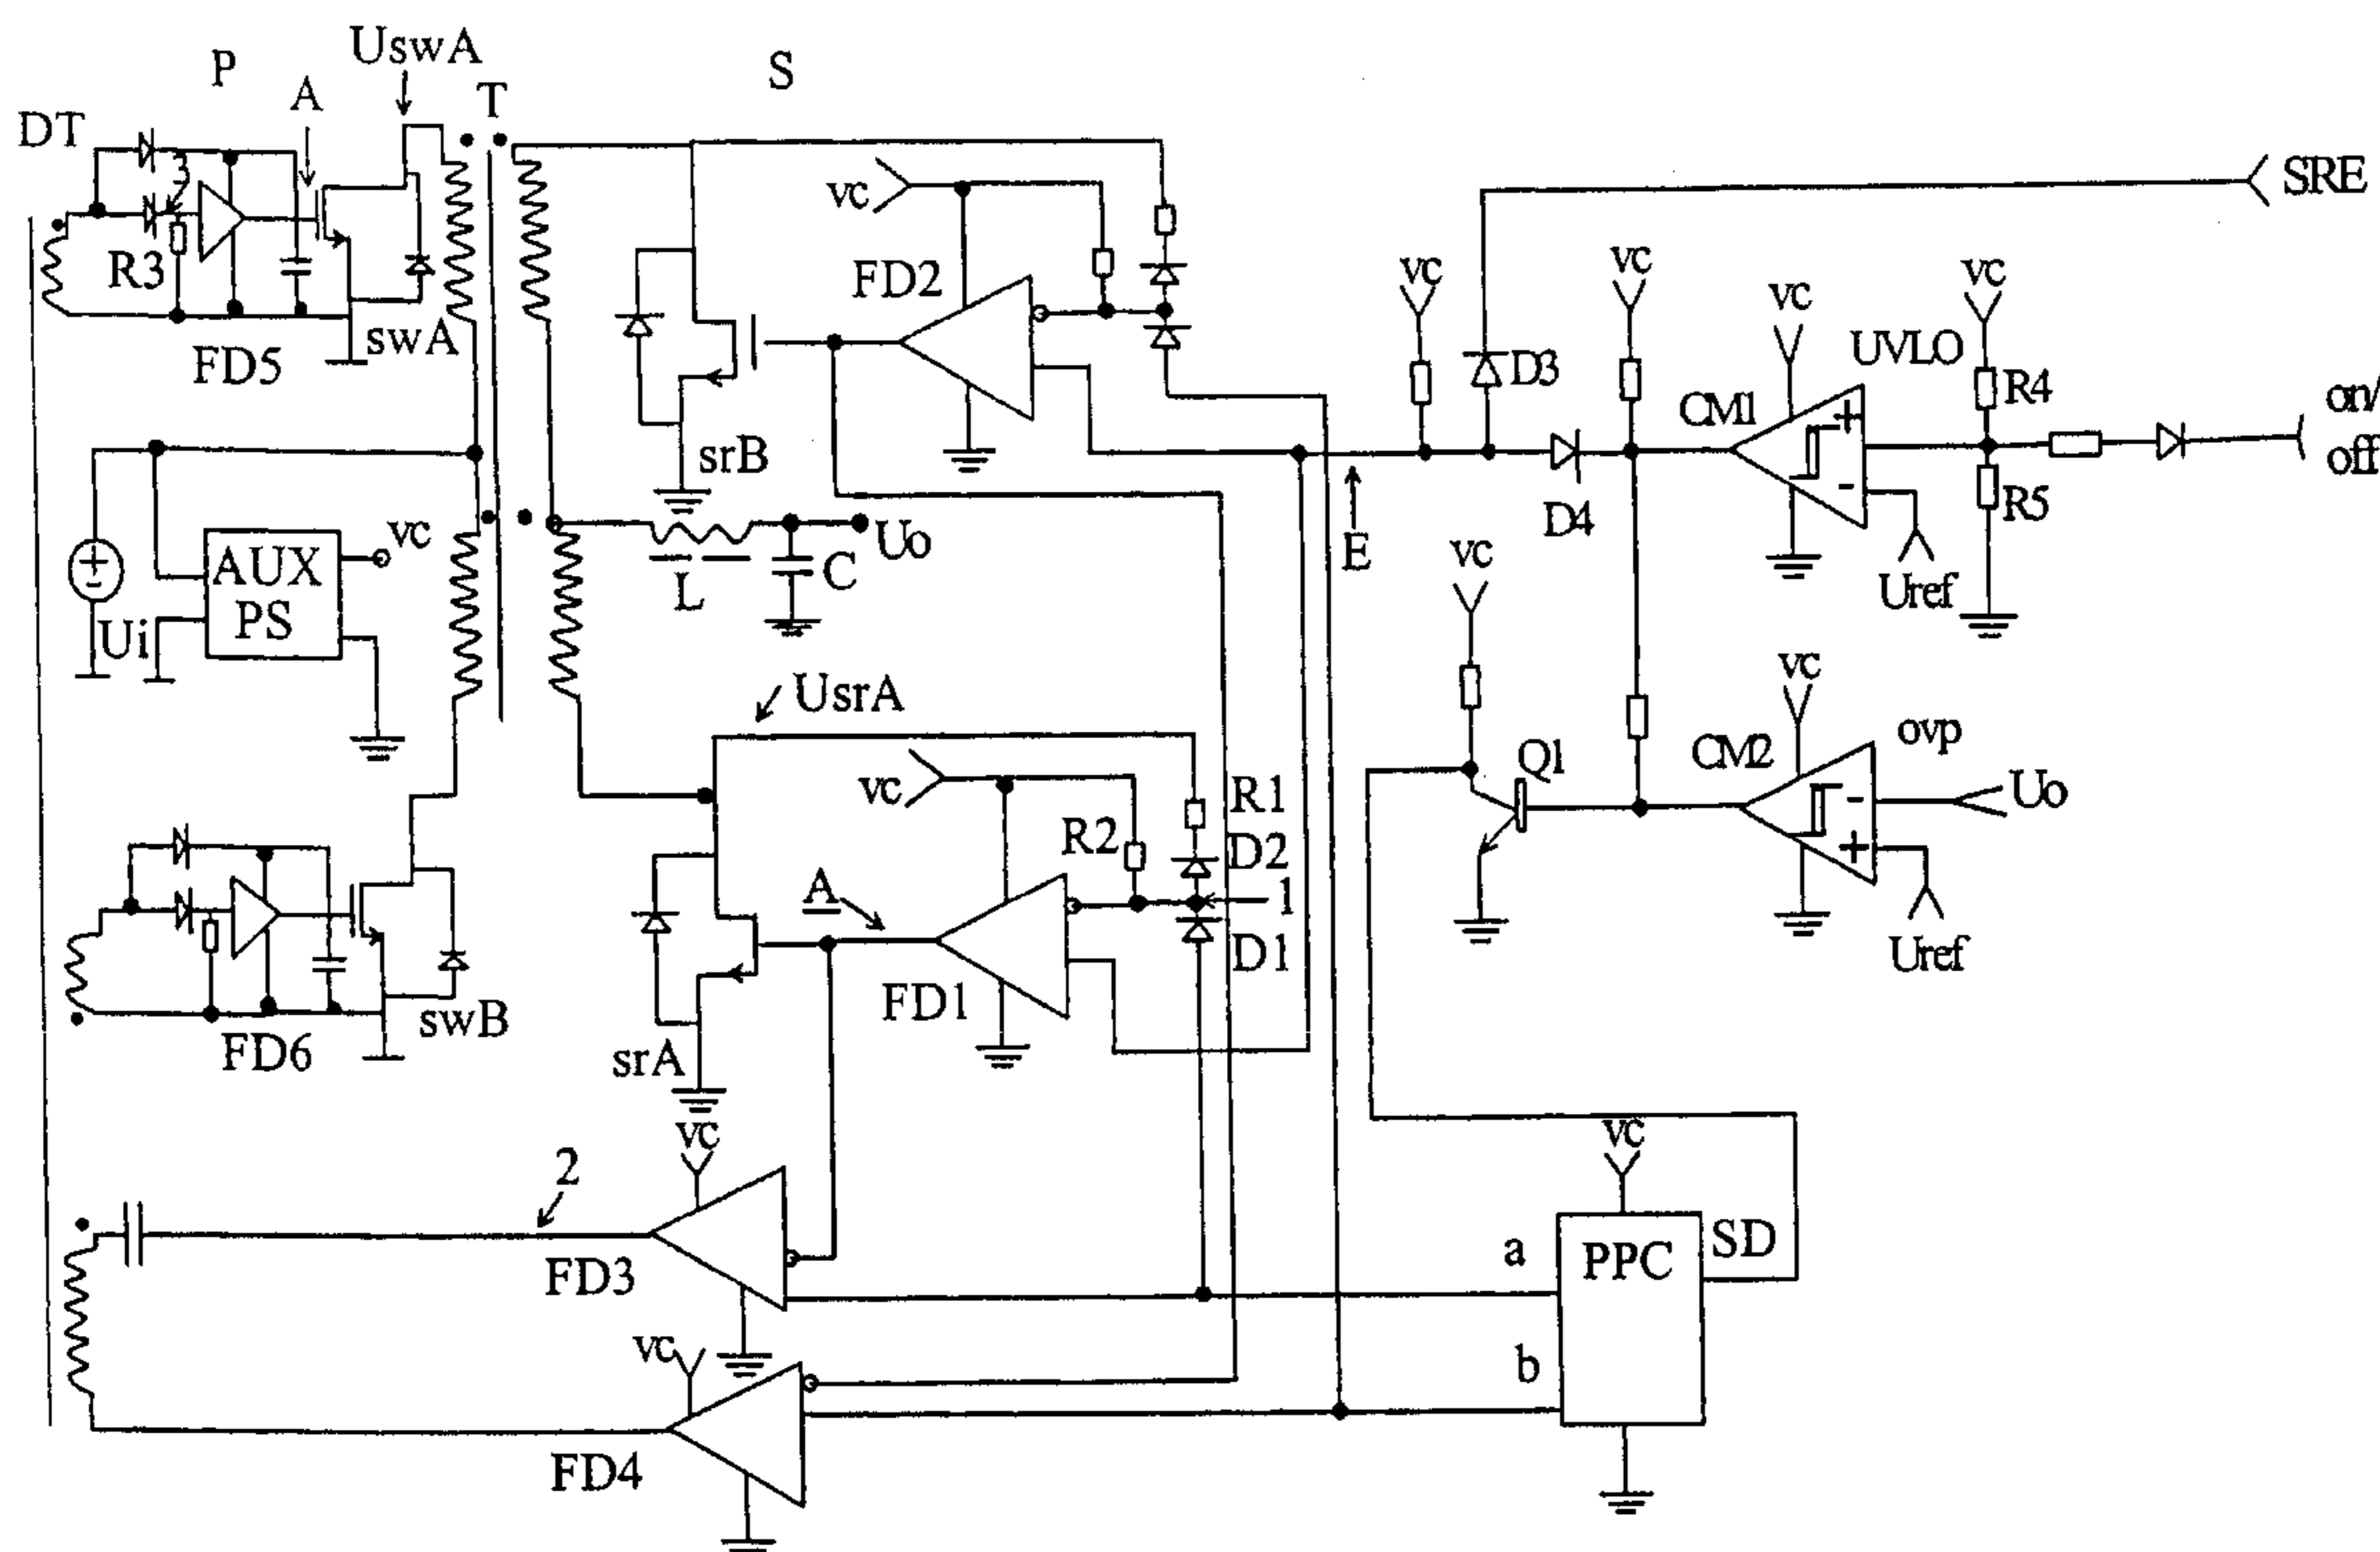 UswA
P
A
T
S
DT
3
R3
swA
FD5
vc
FD2
srB
SRE
vc
vc
vc
vc
D3
UVLO
CM1
R4
on/
off
D4
R5
E
Uref
vc
AUX
PS
Ui
Uo
L
C
vc
UsrA
vc
ovp
CM2
Uo
Q1
Uref
vc
R1
R2
D2
A
1
D1
FD1
srA
swB
FD6
vc
2
FD3
vc
a
PPC
SD
b
vc
FD4